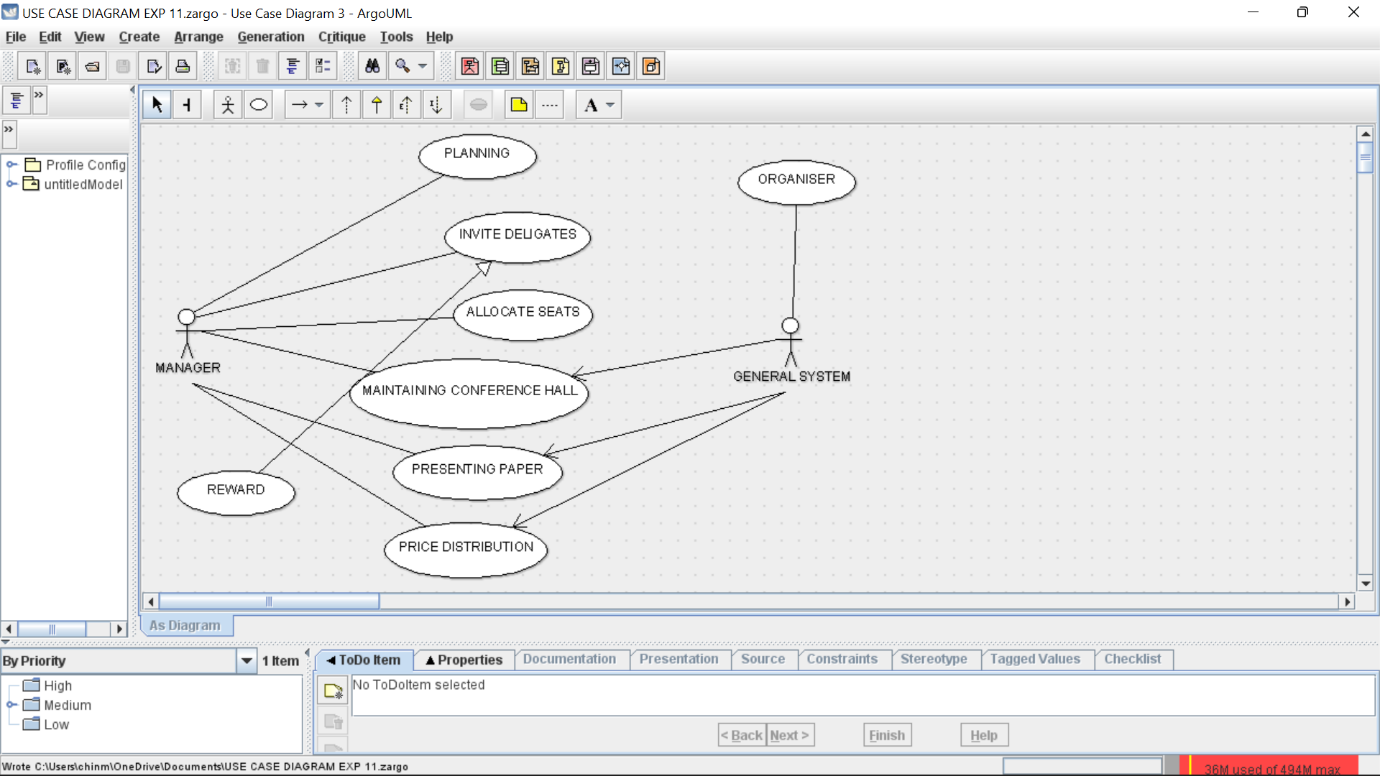 USE CASE DIAGRAM EXP 11.zargo - Use Case Diagram 3 - ArgoUML
File Edit View Create Arrange Generation Critique Tools Help
A
Profile Config
untitledModel
PLANNING
ORGANISER
INVITE DELIGATES
ALLOCATE SEATS
MANAGER
GENERAL SYSTEM
MAINTAINING CONFERENCE HALL
PRESENTING PAPER
REWARD
PRICE DISTRIBUTION
As Diagram
By Priority 1 Item
High
Medium
Low
ToDo Item Properties Documentation Presentation Source Constraints Stereotype Tagged Values Checklist
No ToDoItem selected
< Back Next > Finish Help
Wrote C:\Users\chinm\OneDrive\Documents\USE CASE DIAGRAM EXP 11.zargo
36M used of 494M max